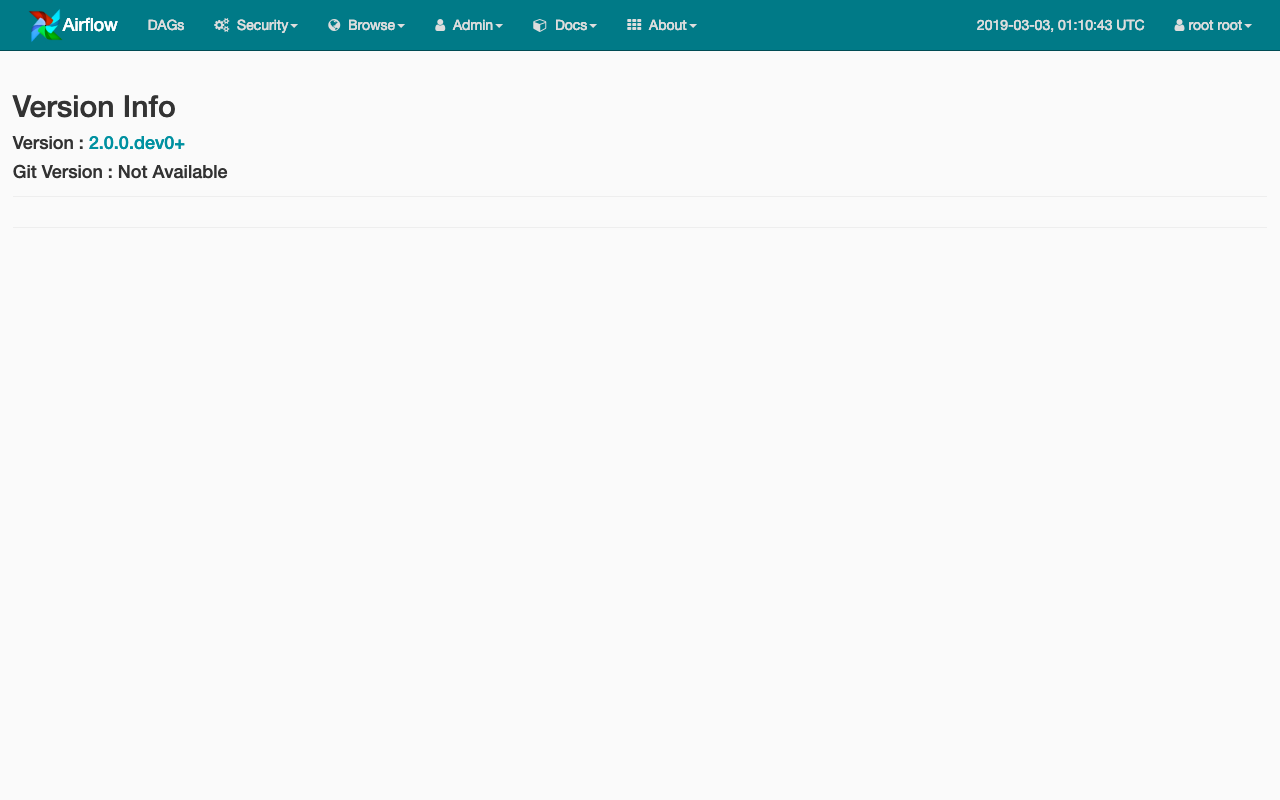 Airflow DAGs Security Browse Admin Docs About 2019-03-03, 01:10:43 UTC root root
Version Info
Version : 2.0.0.dev0+
Git Version : Not Available